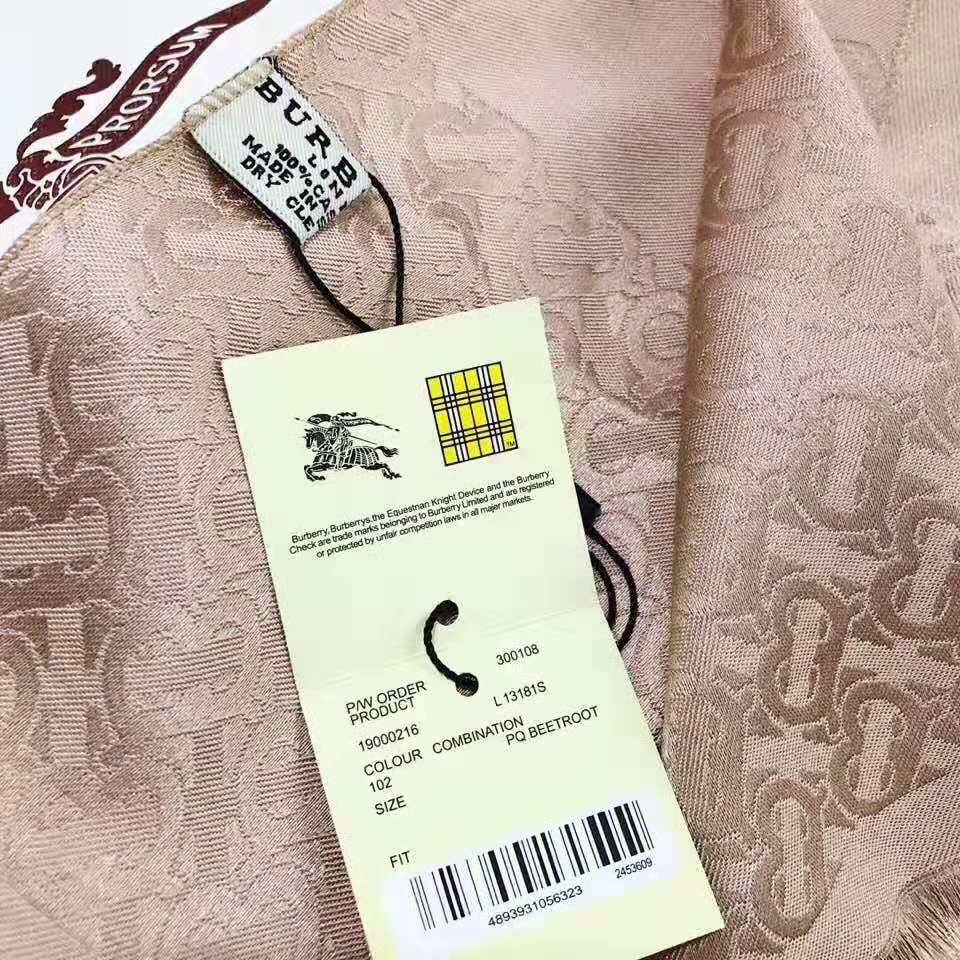 PRORSUM
BURB
LON
100% CAS
MADE IN S
DRY CLE
TM
Burberry, Burberrys, the Equestrian Knight Device and the Burberry
Check are trade marks belonging to Burberry Limited and are registered
or protected by unfair competition laws in all major markets.
P/W ORDER 300108
PRODUCT
19000216 L 13181S
COLOUR COMBINATION
102 PQ BEETROOT
SIZE
FIT
2453609
4893931056323